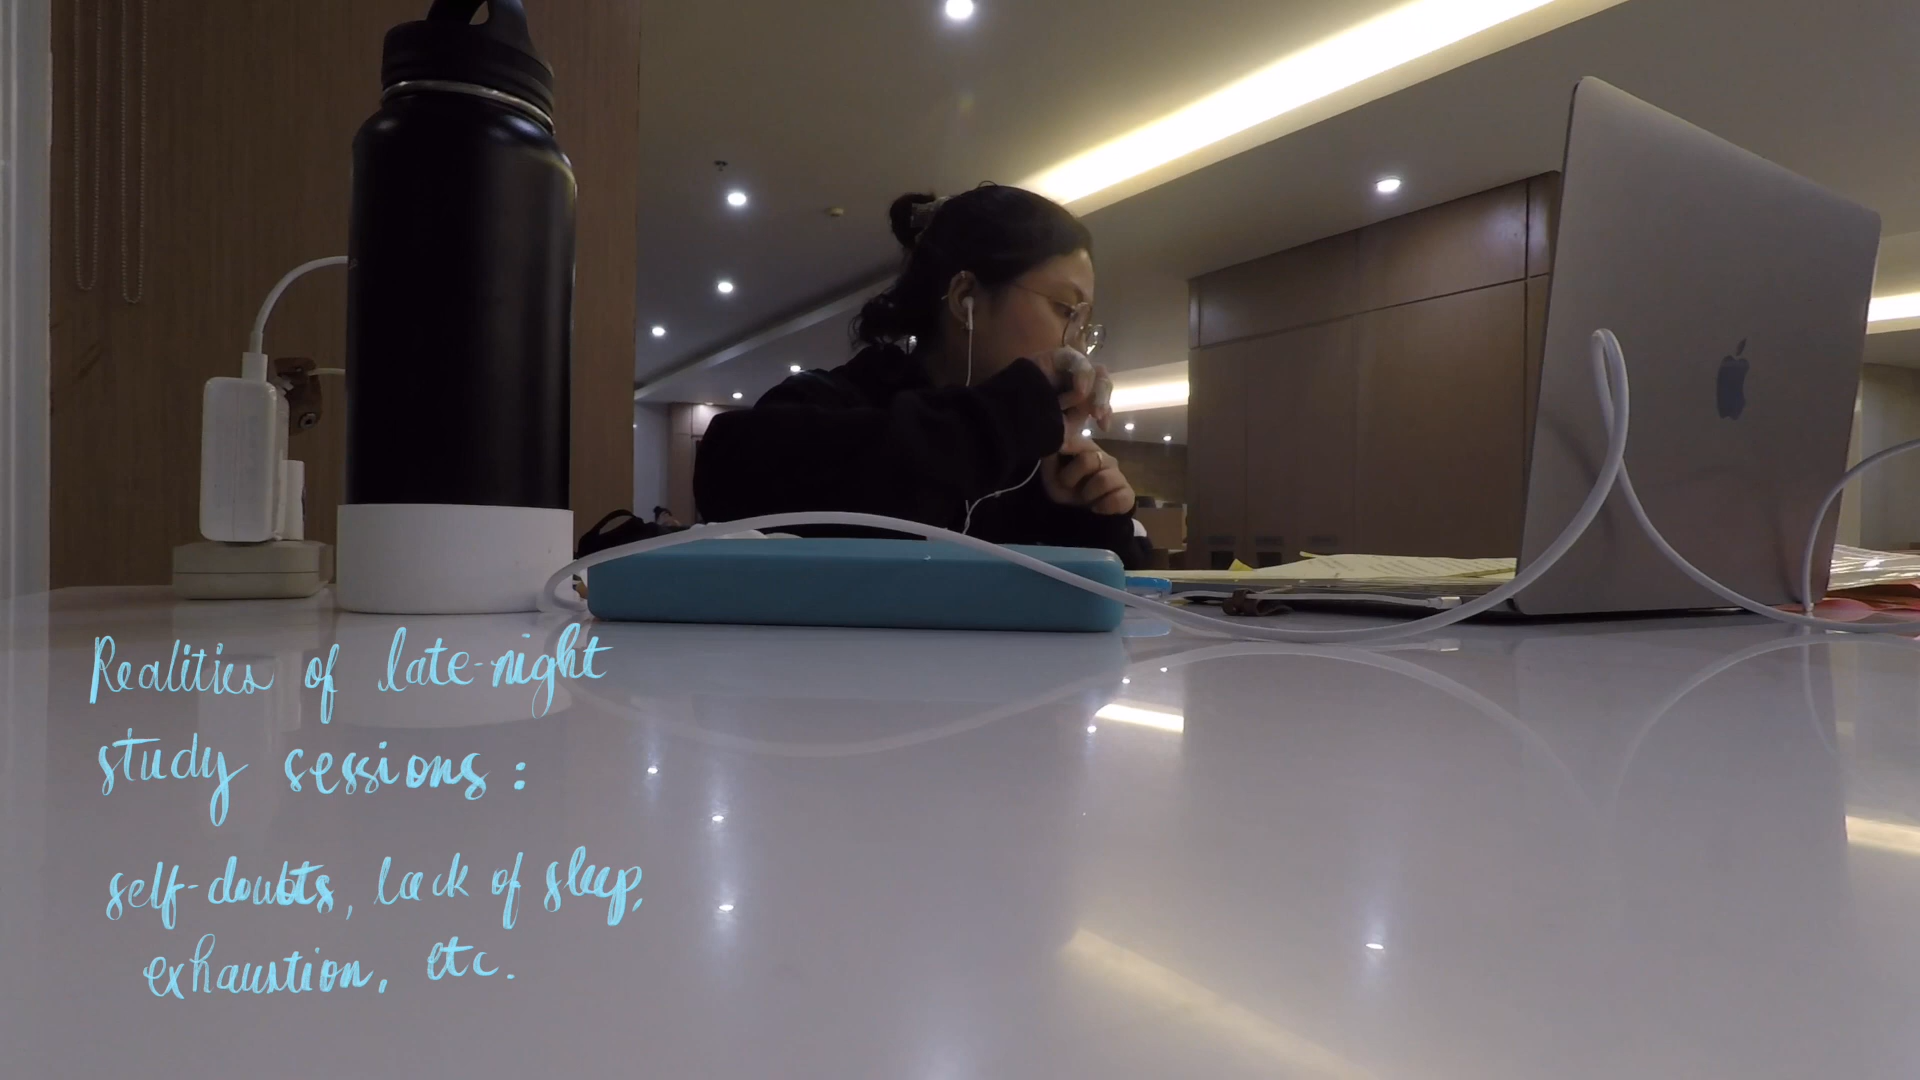 Realities of late-night
study sessions:
self-doubts, lack of sleep,
exhaustion, etc.